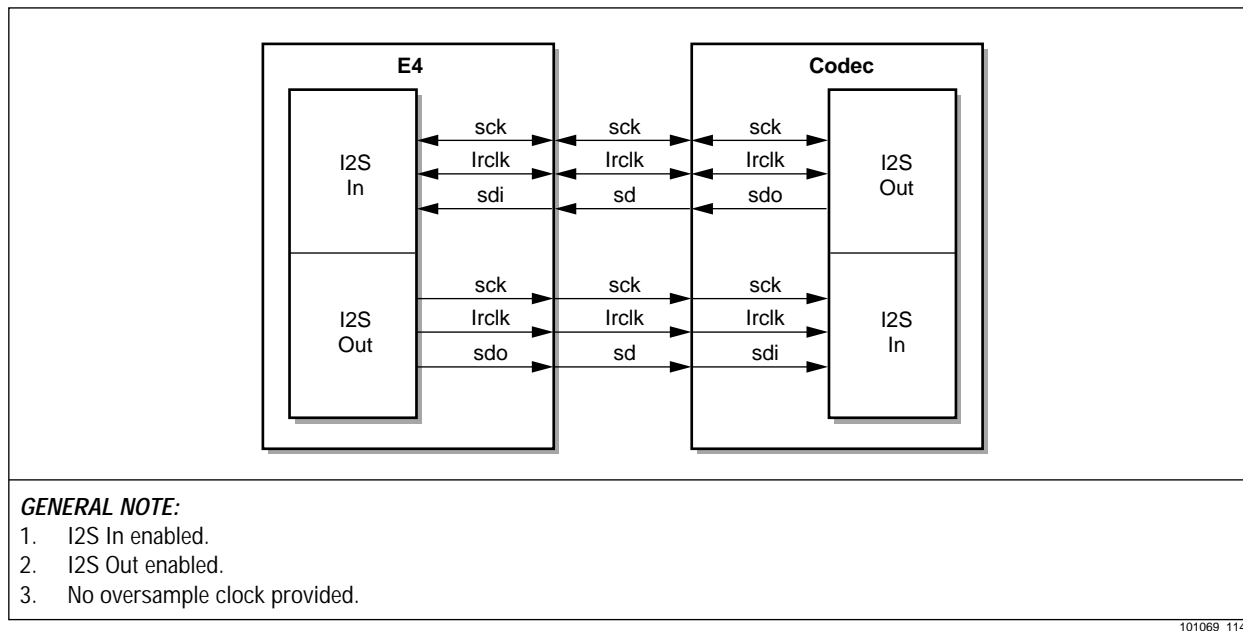 E4
Codec
sck
sck
sck
I2S
In
lrclk
lrclk
lrclk
I2S
Out
sdi
sd
sdo
sck
sck
sck
I2S
Out
lrclk
lrclk
lrclk
I2S
In
sdo
sd
sdi
GENERAL NOTE:
1. I2S In enabled.
2. I2S Out enabled.
3. No oversample clock provided.
101069_114